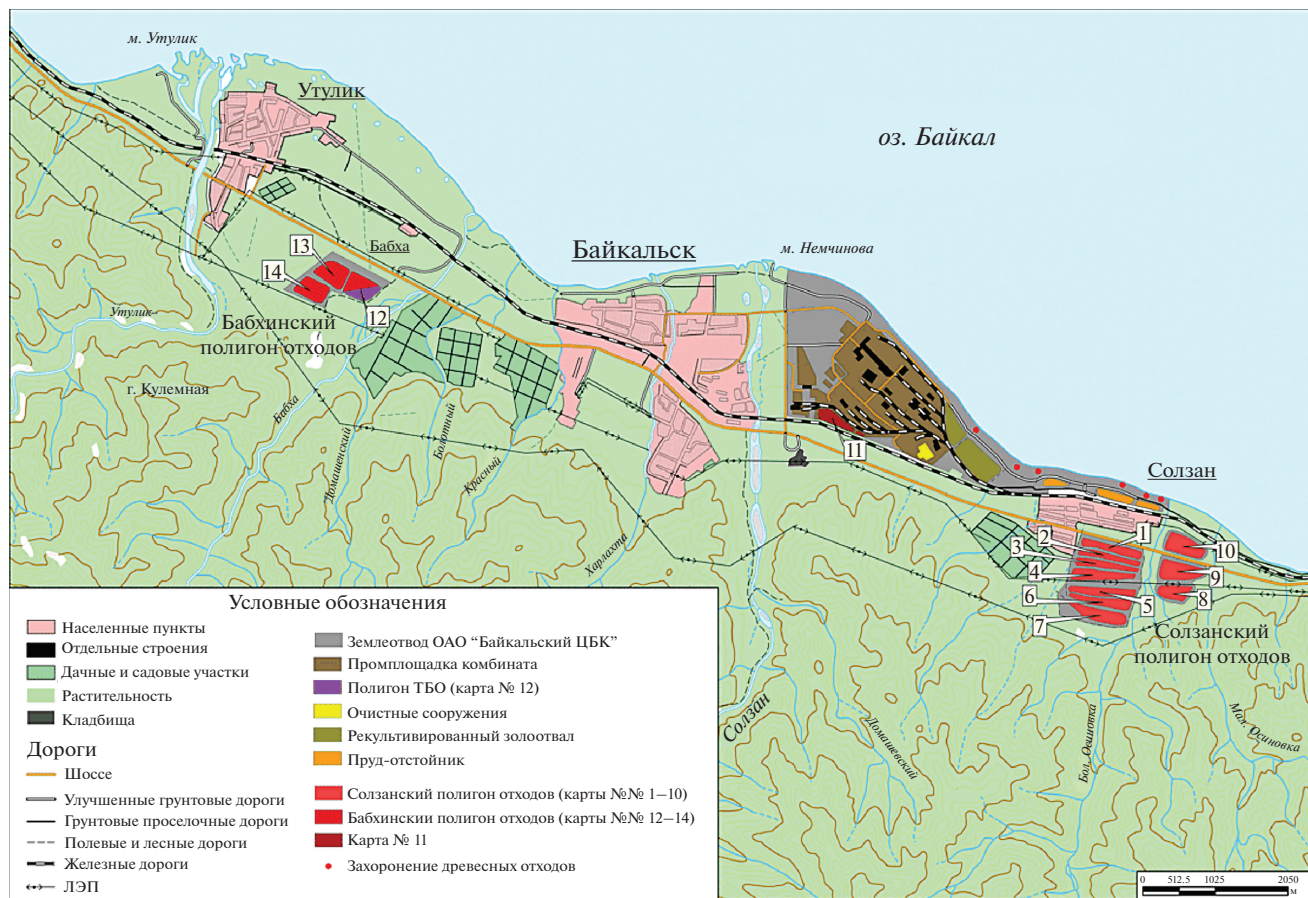 м. Утулик
Утулик
оз. Байкал
Байкальск
м. Немчинова
Бабха
13
14
12
Утулик
Бабхинский
полигон отходов
г. Кулемная
Бабха
Домашенский
Болотный
Красный
Харлахта
Солзан
11
Солзан
1
2
3
4
10
9
8
6
5
7
Солзанский
полигон отходов
Домашевский
Бол. Осиновка
Мал. Осиновка
Условные обозначения
Населенные пункты
Отдельные строения
Дачные и садовые участки
Растительность
Кладбища
Дороги
Шоссе
Улучшенные грунтовые дороги
Грунтовые проселочные дороги
Полевые и лесные дороги
Железные дороги
ЛЭП
Землеотвод ОАО “Байкальский ЦБК”
Промплощадка комбината
Полигон ТБО (карта № 12)
Очистные сооружения
Рекультивированный золоотвал
Пруд-отстойник
Солзанский полигон отходов (карты №№ 1–10)
Бабхинскии полигон отходов (карты №№ 12–14)
Карта № 11
Захоронение древесных отходов
0 512.5 1025 2050
м